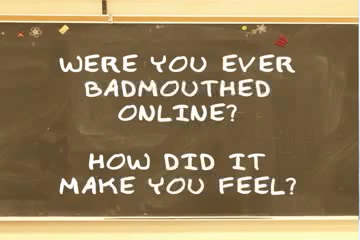 WERE YOU EVER
BADMOUTHED
ONLINE?
HOW DID IT
MAKE YOU FEEL?